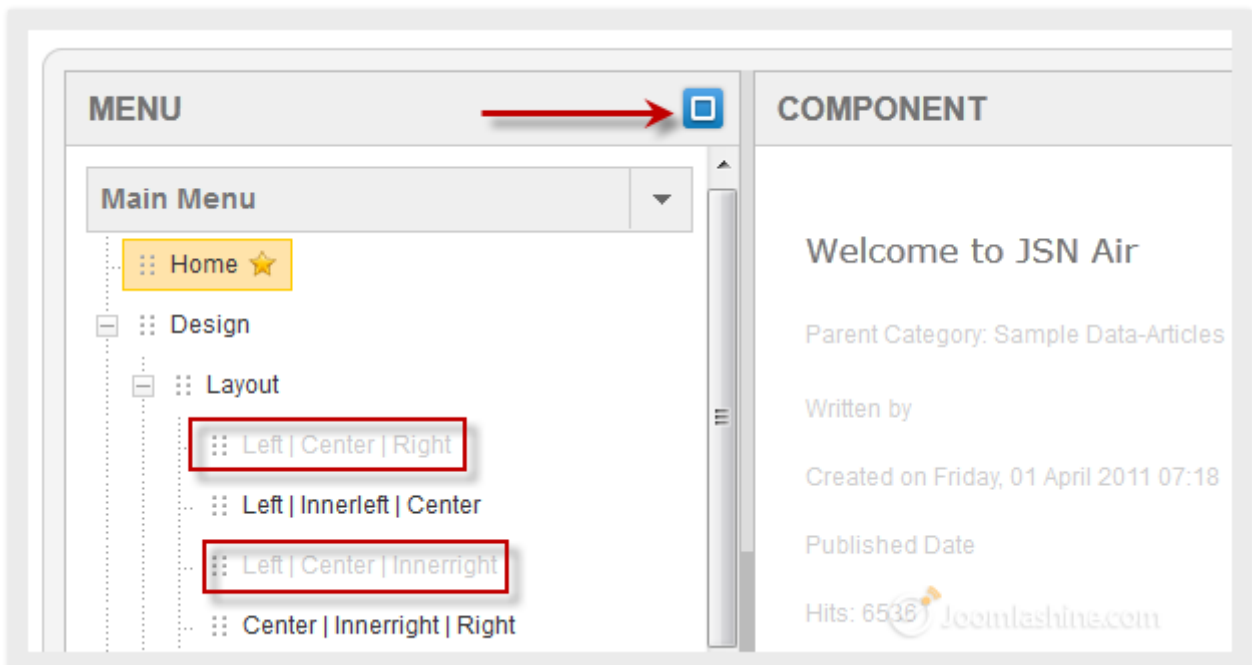 MENU
Main Menu
Home
Design
Layout
Left | Center | Right
Left | Innerleft | Center
Left | Center | Innerright
Center | Innerright | Right
COMPONENT
Welcome to JSN Air
Parent Category: Sample Data-Articles
Written by
Created on Friday, 01 April 2011 07:18
Published Date
Hits: 6536
Joomlashine.com